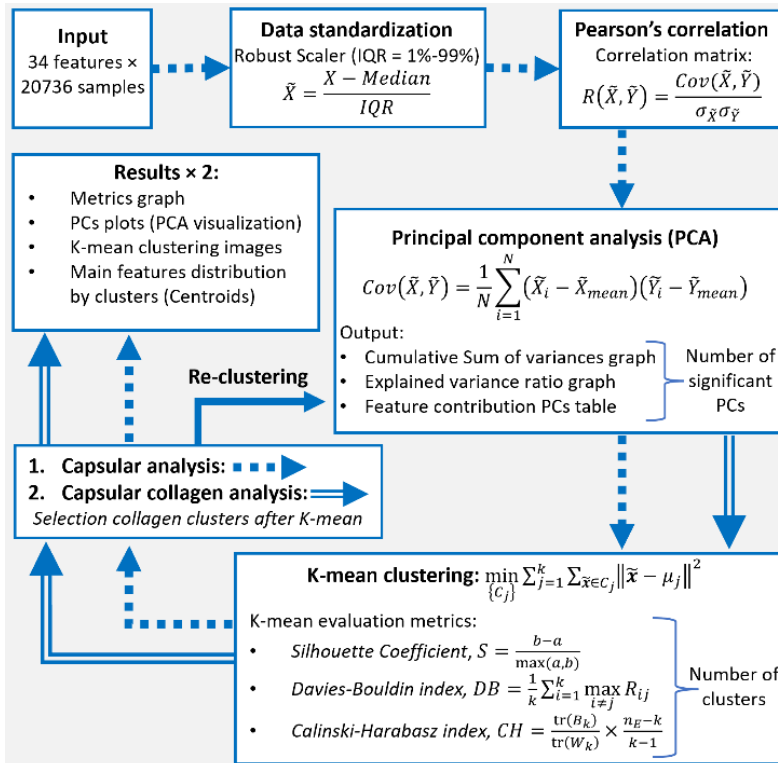 Input
34 features ×
20736 samples
Data standardization
Robust Scaler (IQR = 1%-99%)
X̃ = (X − Median) / IQR
Pearson's correlation
Correlation matrix:
R(X̃, Ỹ) = Cov(X̃, Ỹ) / σ_X̃ σ_Ỹ
Results × 2:
• Metrics graph
• PCs plots (PCA visualization)
• K-mean clustering images
• Main features distribution
by clusters (Centroids)
Principal component analysis (PCA)
Cov(X̃, Ỹ) = 1/N ∑_{i=1}^{N} (X̃_i − X̃_mean)(Ỹ_i − Ỹ_mean)
Output:
• Cumulative Sum of variances graph
• Explained variance ratio graph
• Feature contribution PCs table
Number of
significant
PCs
Re-clustering
1. Capsular analysis:
2. Capsular collagen analysis:
Selection collagen clusters after K-mean
K-mean clustering: min_{{C_j}} ∑_{j=1}^{k} ∑_{x̃∈C_j} ‖x̃ − μ_j‖²
K-mean evaluation metrics:
• Silhouette Coefficient, S = (b−a) / max(a,b)
• Davies-Bouldin index, DB = 1/k ∑_{i=1}^{k} max_{i≠j} R_ij
• Calinski-Harabasz index, CH = tr(B_k)/tr(W_k) × (n_E−k)/(k−1)
Number of
clusters